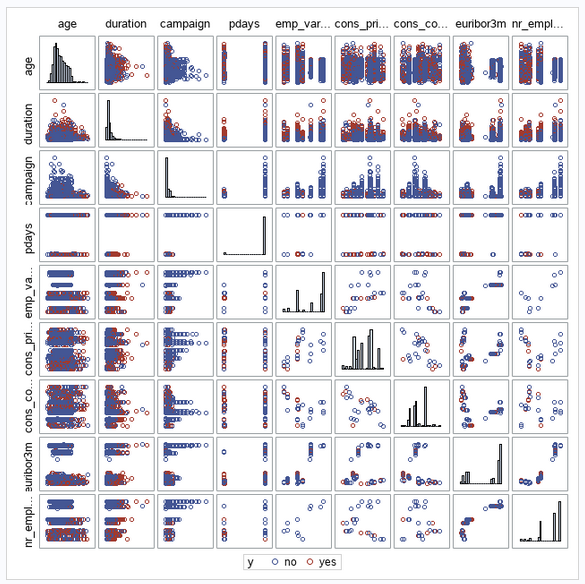 age duration campaign pdays emp_var... cons_pri... cons_co... euribor3m nr_empl...
age
duration
campaign
pdays
emp_va...
cons_pri...
cons_co...
euribor3m
nr_empl...
y no yes